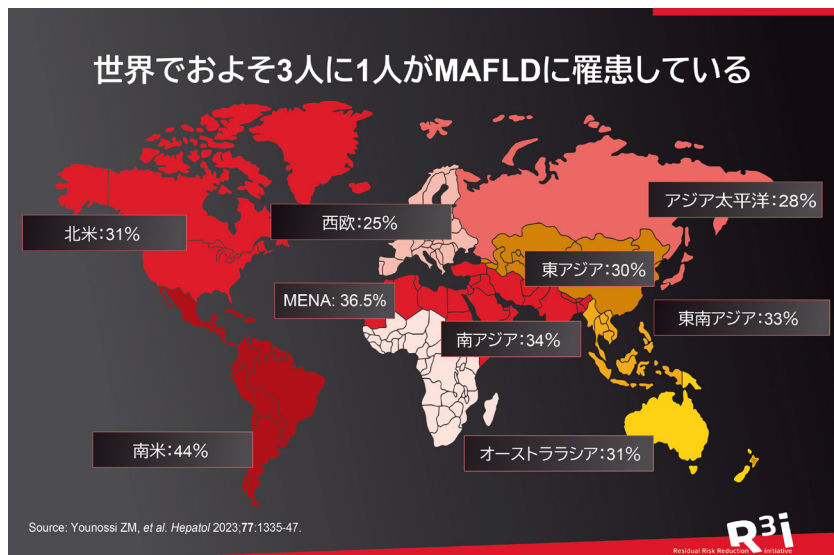 世界でおよそ3人に1人がMAFLDに罹患している
アジア太平洋：28%
北米：31%
西欧：25%
東アジア：30%
MENA: 36.5%
東南アジア：33%
南アジア：34%
南米：44%
オーストララシア：31%
Source: Younossi ZM, et al. Hepatol 2023;77:1335-47.
R3i
Residual Risk Reduction initiative